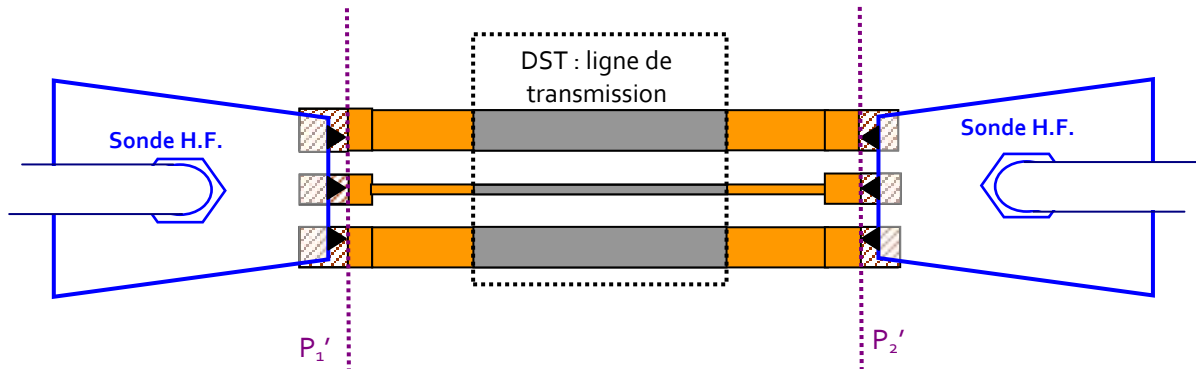 DST : ligne de
transmission
Sonde H.F.
Sonde H.F.
P₁'
P₂'